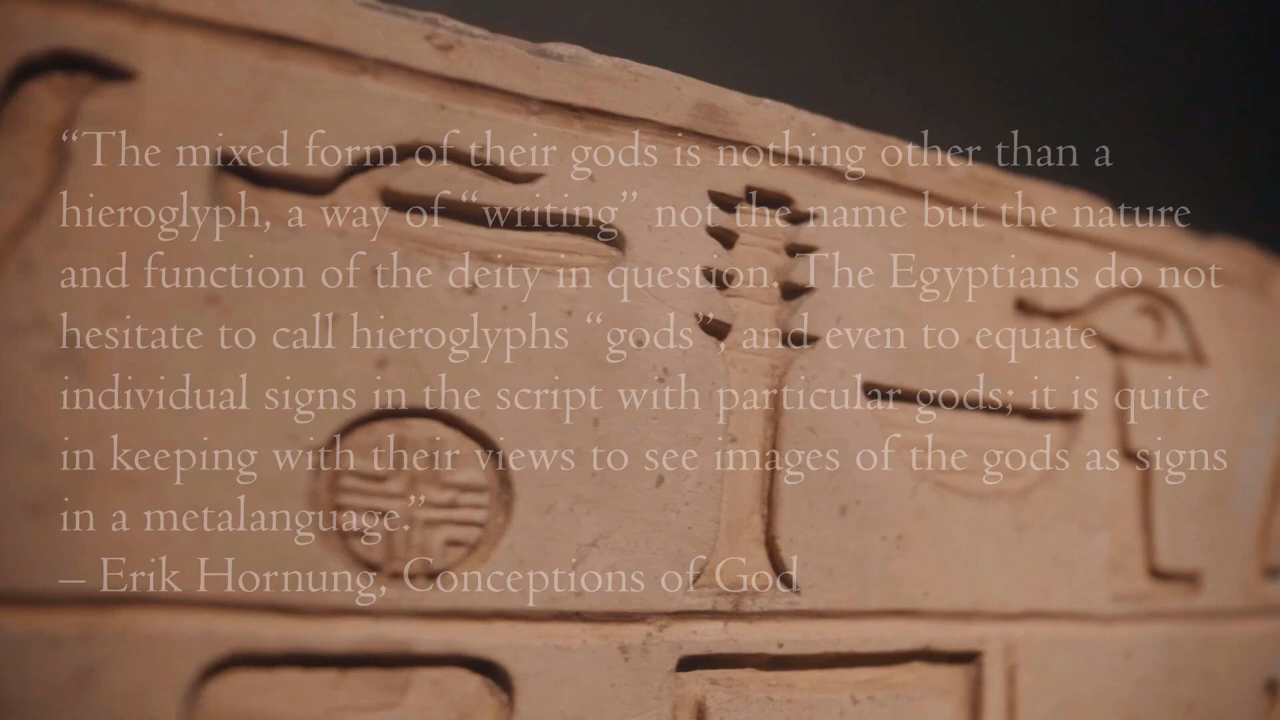 “The mixed form of their gods is nothing other than a
hieroglyph, a way of “writing” not the name but the nature
and function of the deity in question. The Egyptians do not
hesitate to call hieroglyphs “gods”, and even to equate
individual signs in the script with particular gods; it is quite
in keeping with their views to see images of the gods as signs
in a metalanguage.”
– Erik Hornung, Conceptions of God